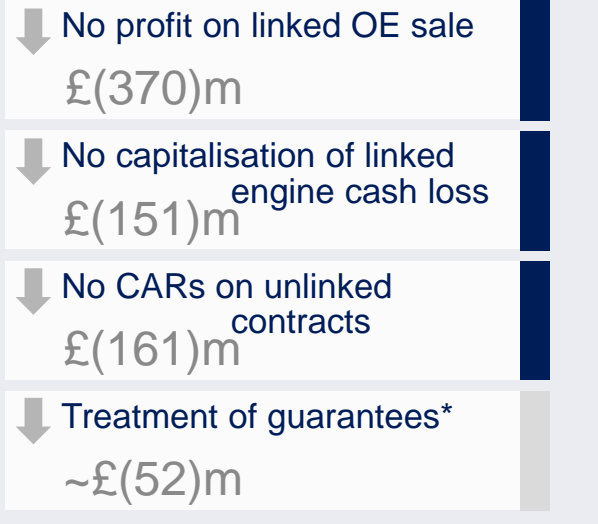 No profit on linked OE sale
£(370)m
No capitalisation of linked
engine cash loss
£(151)m
No CARs on unlinked
contracts
£(161)m
Treatment of guarantees*
~£(52)m